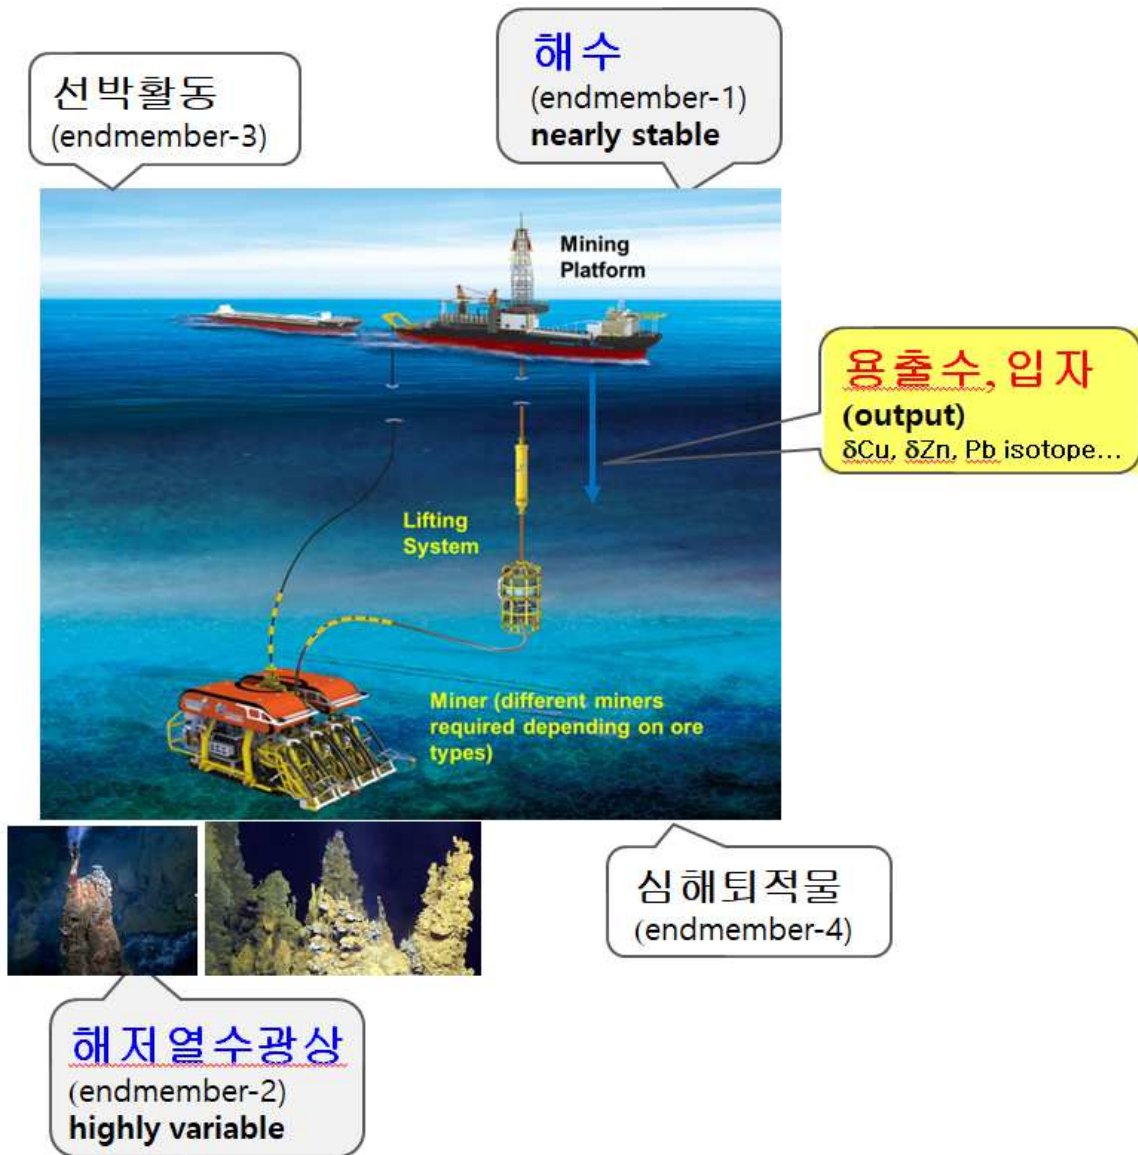 해수
(endmember-1)
nearly stable
선박활동
(endmember-3)
Mining
Platform
용출수, 입자
(output)
δCu, δZn, Pb isotope...
Lifting
System
Miner (different miners
required depending on ore
types)
심해퇴적물
(endmember-4)
해저열수광상
(endmember-2)
highly variable